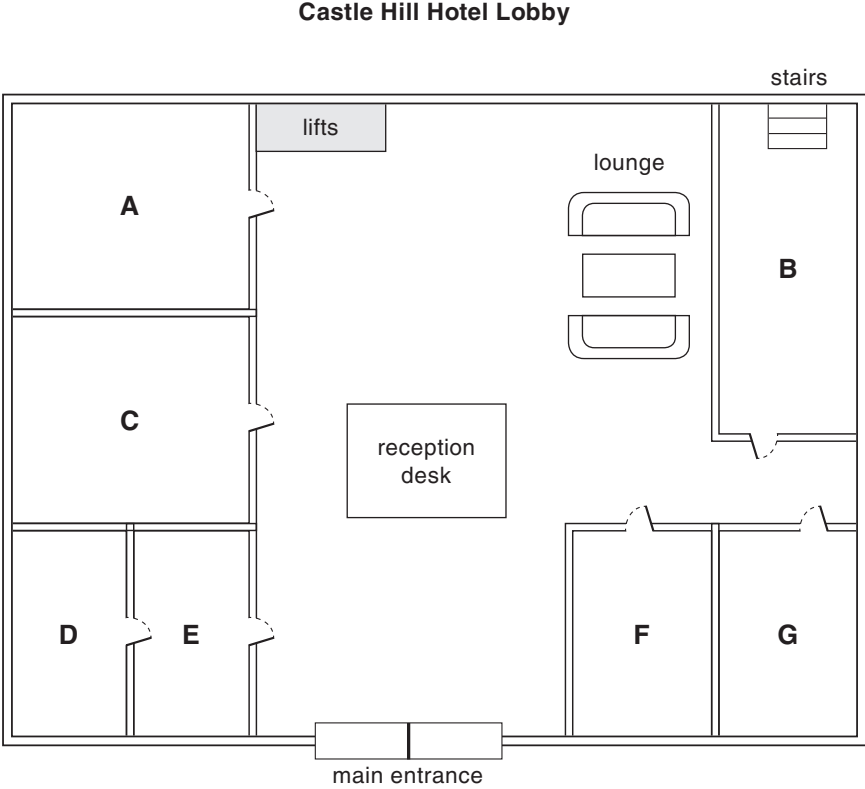 Castle Hill Hotel Lobby
stairs
lifts
lounge
A
B
C
reception
desk
D
E
F
G
main entrance